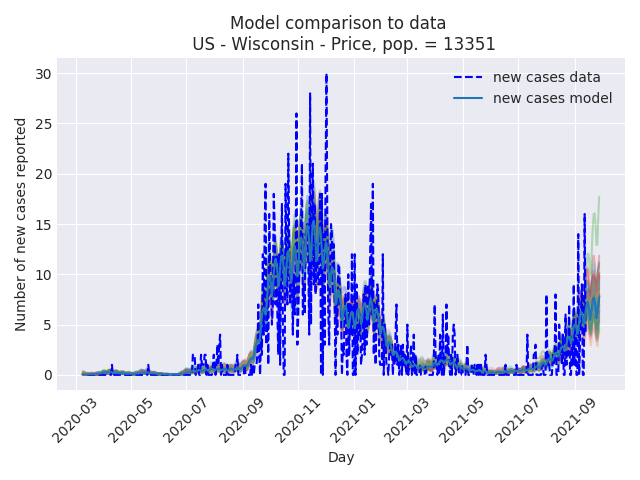 Model comparison to data
US - Wisconsin - Price, pop. = 13351
new cases data
new cases model
Number of new cases reported
30
25
20
15
10
5
0
2020-03
2020-05
2020-07
2020-09
2020-11
2021-01
2021-03
2021-05
2021-07
2021-09
Day